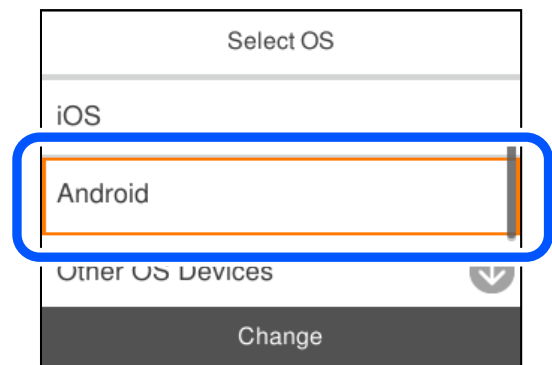 Select OS
iOS
Android
Other OS Devices
Change